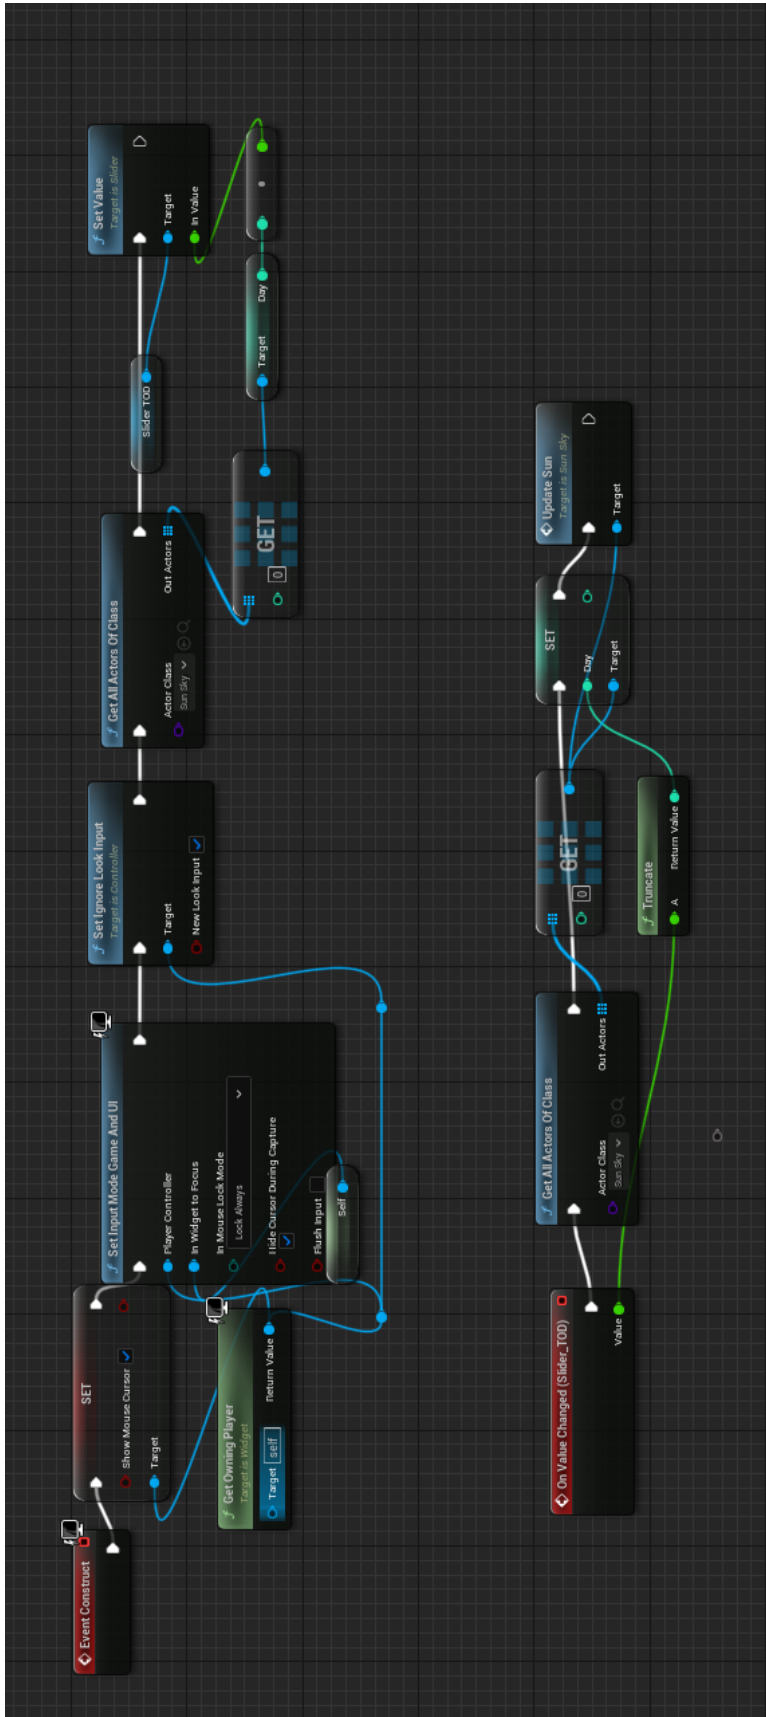 Event Construct
SET
Show Mouse Cursor
Target
Get Owning Player
Target is Widget
Target self
Return Value
Set Input Mode Game And UI
Player Controller
In Widget to Focus
In Mouse Lock Mode
Lock Always
Hide Cursor During Capture
Flush Input
Self
Set Ignore Look Input
Target is Controller
Target
New Look Input
Get All Actors Of Class
Actor Class
Sun Sky
Out Actors
GET
0
Slider TOD
Target
Day
Set Value
Target is Slider
Target
In Value
On Value Changed (Slider_TOD)
Value
Get All Actors Of Class
Actor Class
Sun Sky
Out Actors
GET
0
Truncate
A
Return Value
SET
Day
Target
Update Sun
Target is Sun Sky
Target